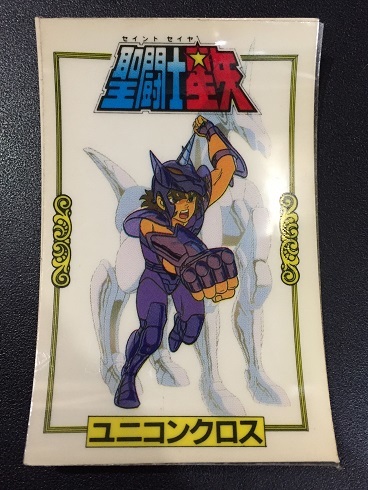 セイント セイヤ
聖闘士星矢
ユニコンクロス